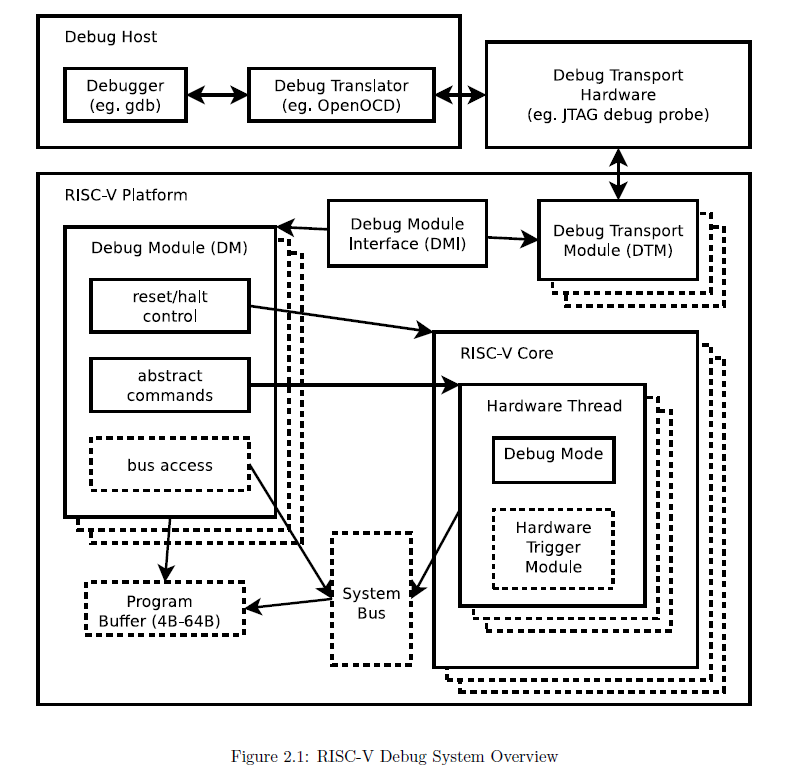 Debug Host
Debugger
(eg. gdb)
Debug Translator
(eg. OpenOCD)
Debug Transport
Hardware
(eg. JTAG debug probe)
RISC-V Platform
Debug Module (DM)
reset/halt
control
abstract
commands
bus access
Debug Module
Interface (DMI)
Debug Transport
Module (DTM)
RISC-V Core
Hardware Thread
Debug Mode
Hardware
Trigger
Module
System
Bus
Program
Buffer (4B-64B)
Figure 2.1: RISC-V Debug System Overview